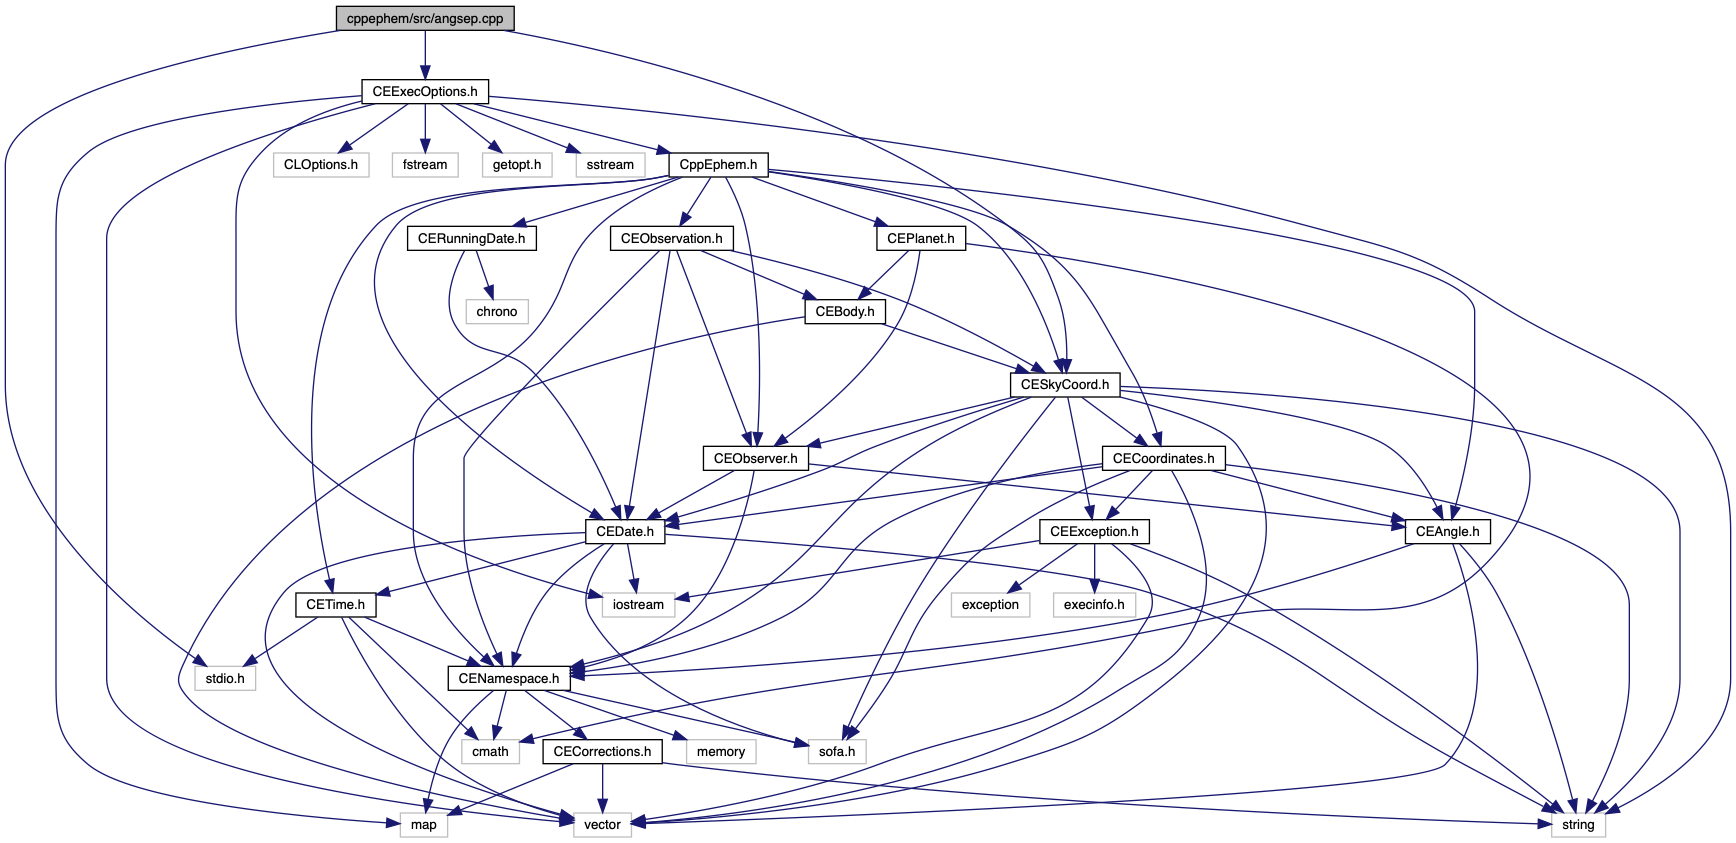 cppephem/src/angsep.cpp
CEExecOptions.h
CLOptions.h
fstream
getopt.h
sstream
CppEphem.h
CERunningDate.h
CEObservation.h
CEPlanet.h
chrono
CEBody.h
CESkyCoord.h
CEObserver.h
CECoordinates.h
CEDate.h
CEException.h
CEAngle.h
CETime.h
iostream
exception
execinfo.h
stdio.h
CENamespace.h
cmath
CECorrections.h
memory
sofa.h
map
vector
string